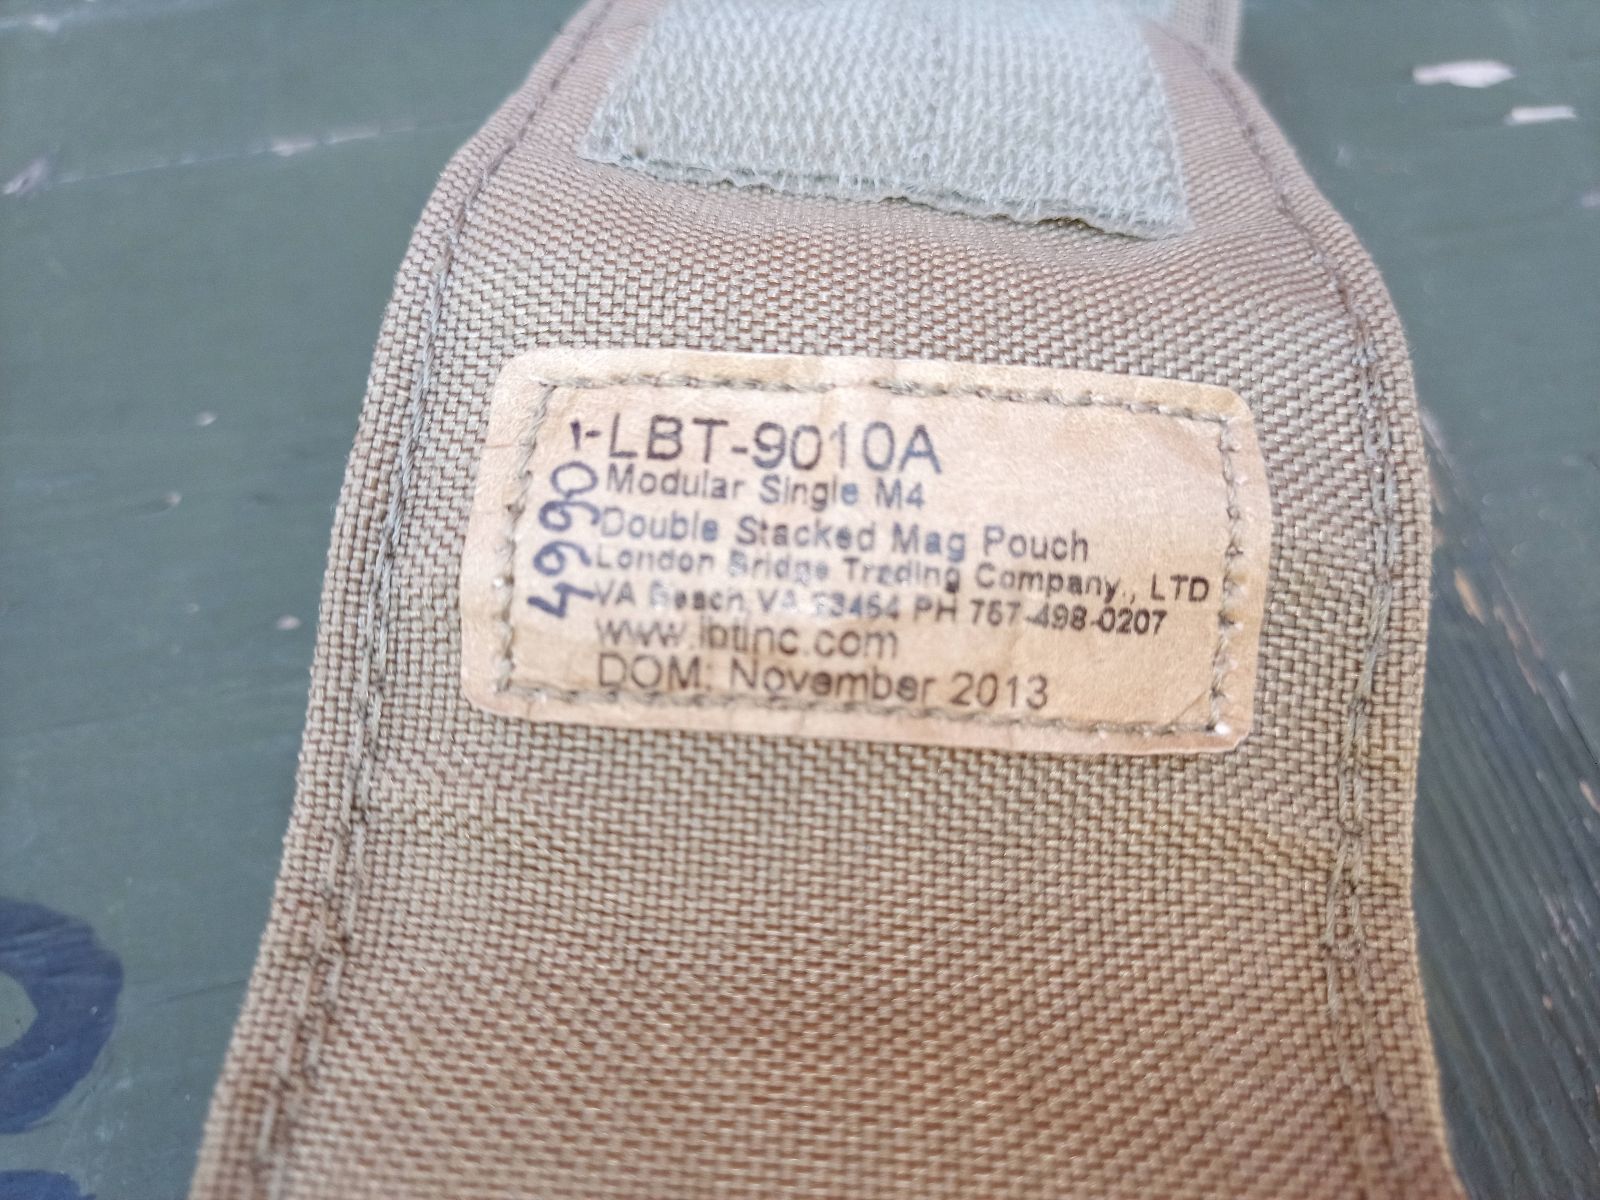 LBT-9010A
Modular Single M4
Double Stacked Mag Pouch
London Bridge Trading Company., LTD
VA Beach, VA 23454 PH 757-498-0207
www.lbtinc.com
DOM: November 2013